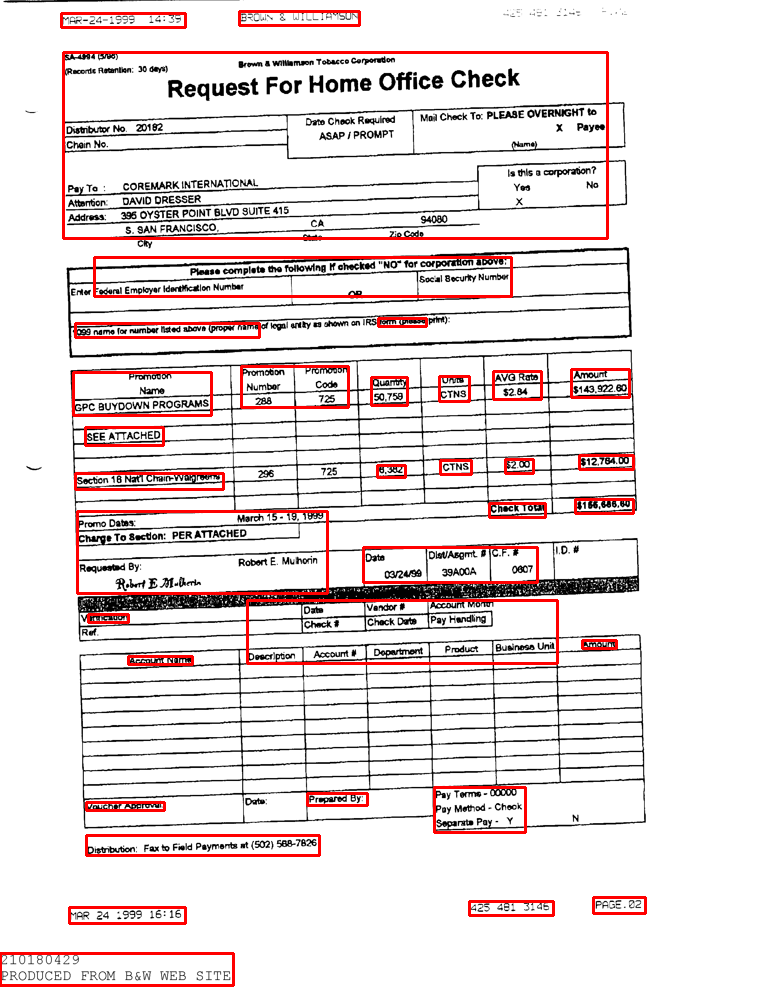 MAR-24-1999 14:39 BROWN & WILLIAMSON 425 481 3146 P.02
SA-4994 (5/96)
(Records Retention: 30 days) Brown & Williamson Tobacco Corporation
Request For Home Office Check
Distributor No. 20182 Date Check Required Mail Check To: PLEASE OVERNIGHT to
Chain No. ASAP / PROMPT X Payee
(Name)
Is this a corporation?
Pay To : COREMARK INTERNATIONAL Yes No
Attention: DAVID DRESSER X
Address: 395 OYSTER POINT BLVD SUITE 415
S. SAN FRANCISCO, CA 94080
City State Zip Code
Please complete the following if checked "NO" for corporation above:
Enter Federal Employer Identification Number OR Social Security Number
1099 name for number listed above (proper name of legal entity as shown on IRS form (please print):
Promotion Promotion Promotion Quantity Units AVG Rate Amount
Name Number Code
GPC BUYDOWN PROGRAMS 288 725 50,759 CTNS $2.84 $143,922.60
SEE ATTACHED
Section 18 Nat'l Chain-Walgreens 296 725 6,382 CTNS $2.00 $12,764.00
Check Total $156,686.60
Promo Dates: March 15 - 19, 1999
Charge To Section: PER ATTACHED
Requested By: Robert E. Mulhorin Date Dist/Asgmt. # C.F. # I.D. #
Robert E. Mulhorin 03/24/99 39A00A 0607
Verification Date Vendor # Account Month
Ref. Check # Check Date Pay Handling
Account Name Description Account # Department Product Business Unit Amount
Voucher Approval Date: Prepared By: Pay Terms - 00000
Pay Method - Check
Separate Pay - Y N
Distribution: Fax to Field Payments at (502) 568-7826
MAR 24 1999 16:16 425 481 3146 PAGE.02
210180429
PRODUCED FROM B&W WEB SITE